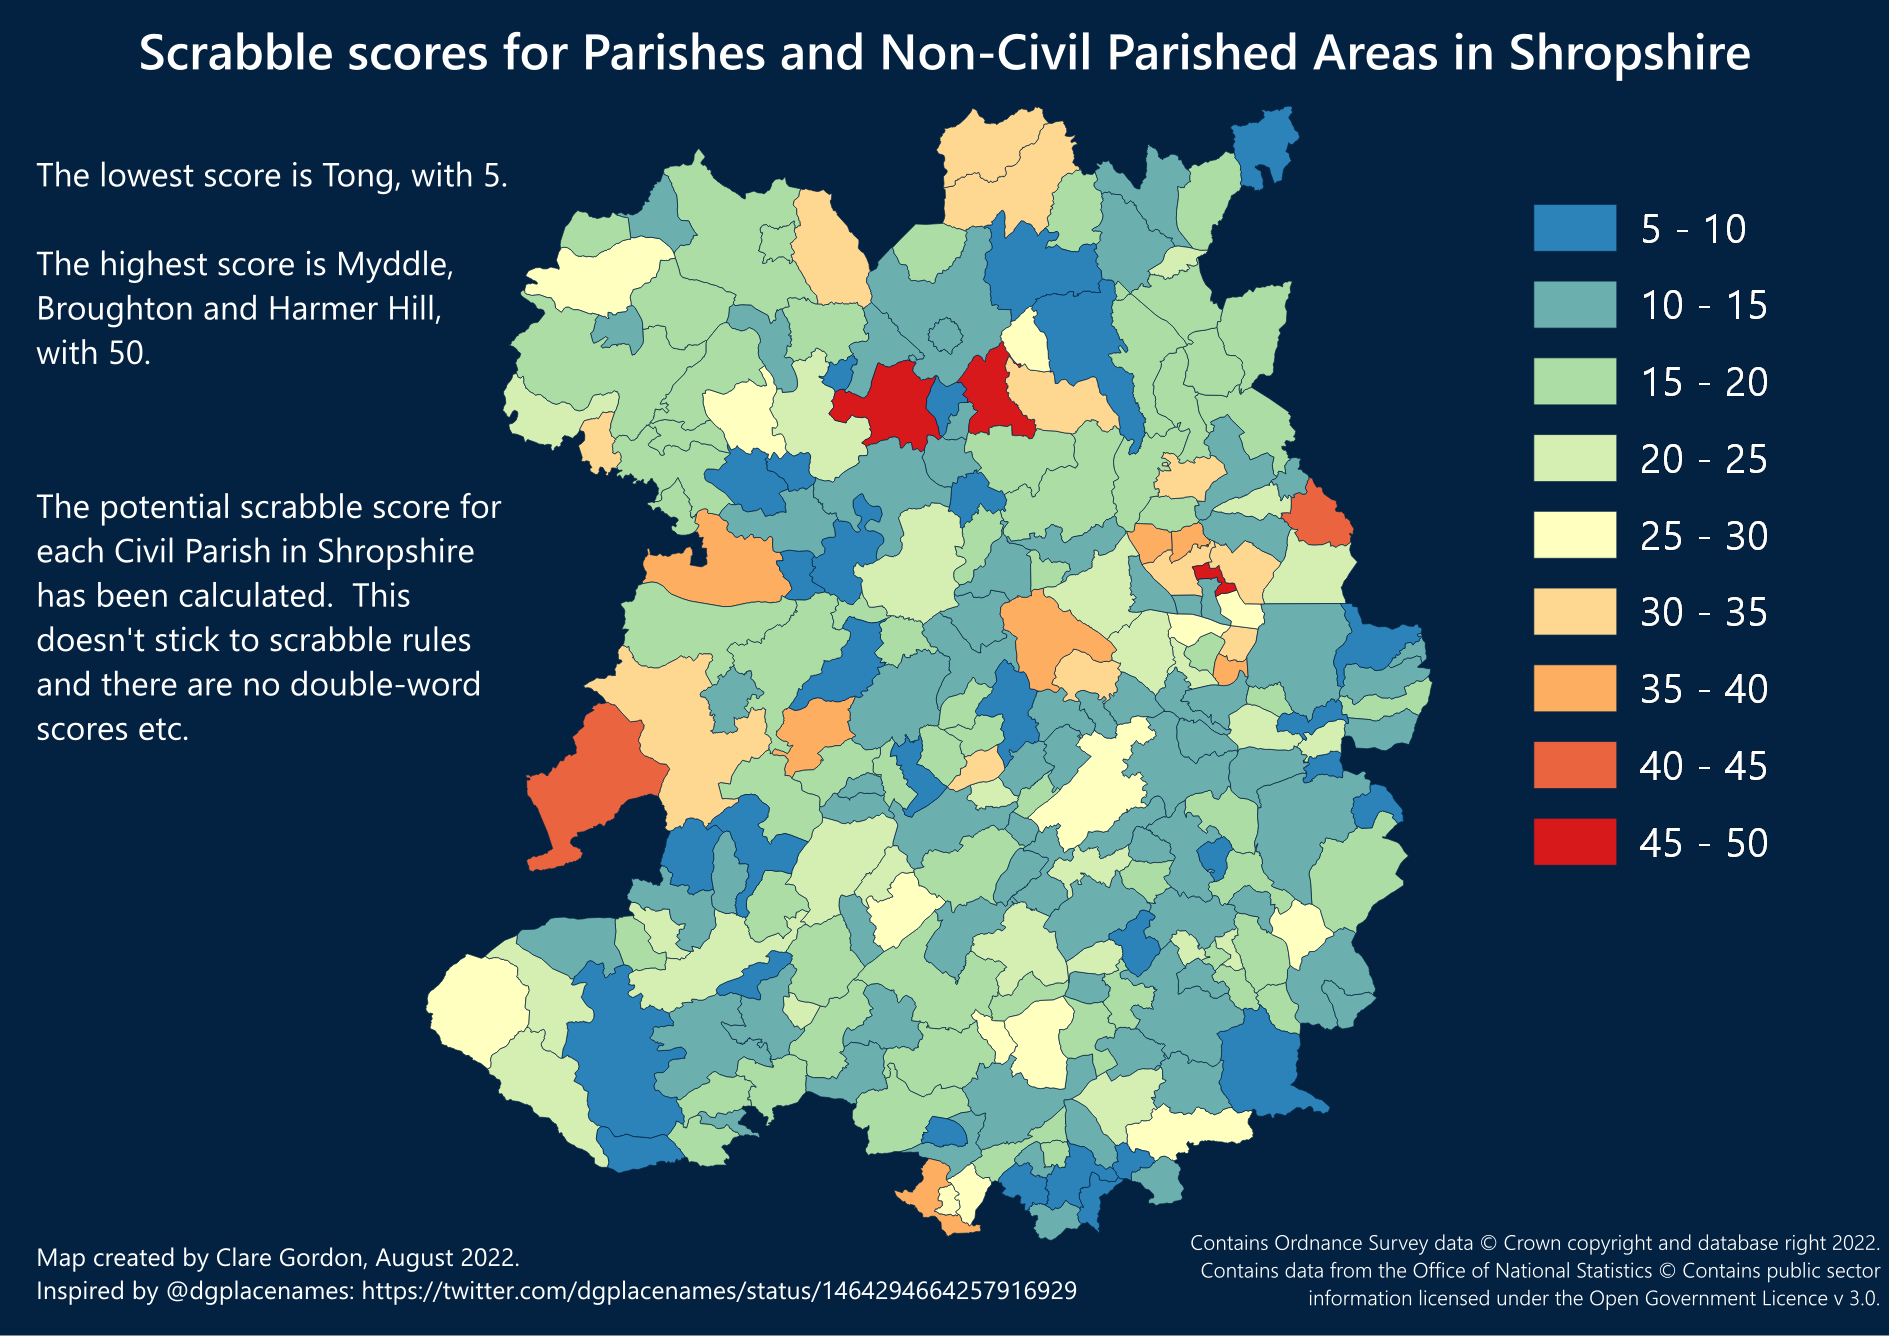 Scrabble scores for Parishes and Non-Civil Parished Areas in Shropshire
The lowest score is Tong, with 5.
The highest score is Myddle,
Broughton and Harmer Hill,
with 50.
The potential scrabble score for
each Civil Parish in Shropshire
has been calculated.  This
doesn't stick to scrabble rules
and there are no double-word
scores etc.
5 - 10
10 - 15
15 - 20
20 - 25
25 - 30
30 - 35
35 - 40
40 - 45
45 - 50
Map created by Clare Gordon, August 2022.
Inspired by @dgplacenames: https://twitter.com/dgplacenames/status/1464294664257916929
Contains Ordnance Survey data © Crown copyright and database right 2022.
Contains data from the Office of National Statistics © Contains public sector
information licensed under the Open Government Licence v 3.0.